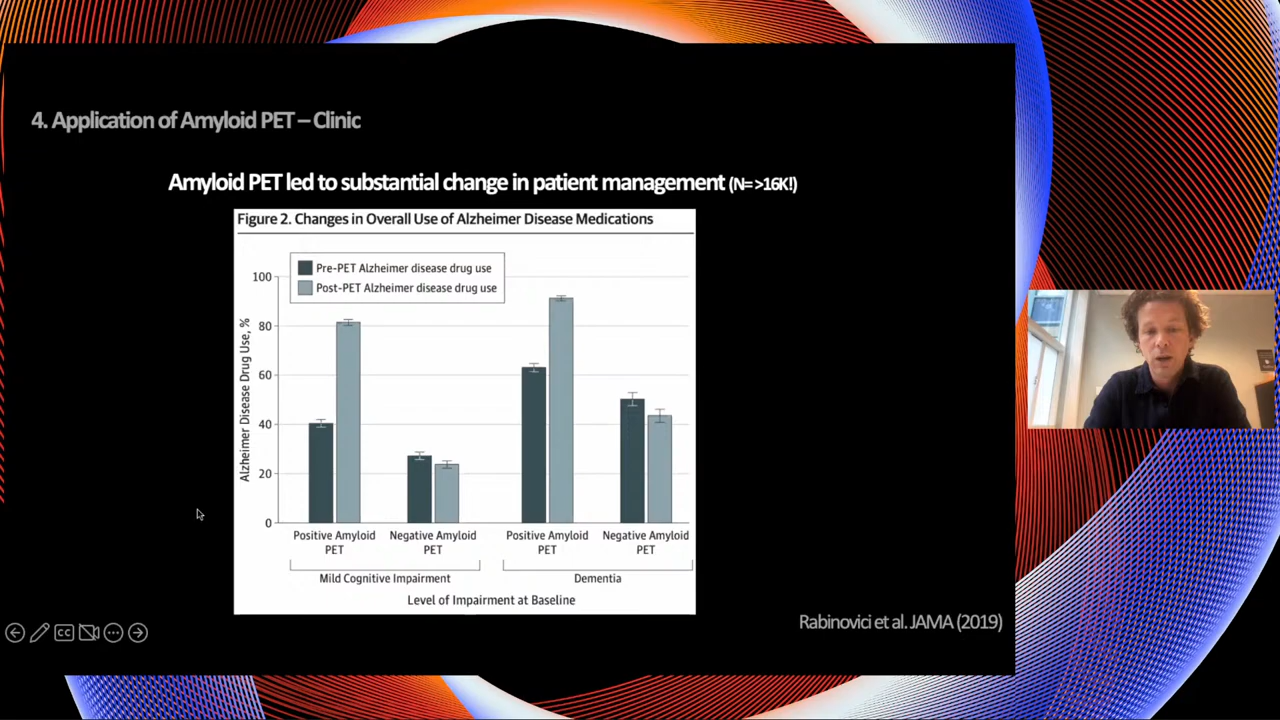 4. Application of Amyloid PET – Clinic
Amyloid PET led to substantial change in patient management (N= >16K!)
Figure 2. Changes in Overall Use of Alzheimer Disease Medications
Pre-PET Alzheimer disease drug use
Post-PET Alzheimer disease drug use
Alzheimer Disease Drug Use, %
100
80
60
40
20
0
Positive Amyloid PET
Negative Amyloid PET
Positive Amyloid PET
Negative Amyloid PET
Mild Cognitive Impairment
Dementia
Level of Impairment at Baseline
Rabinovici et al. JAMA (2019)
CC